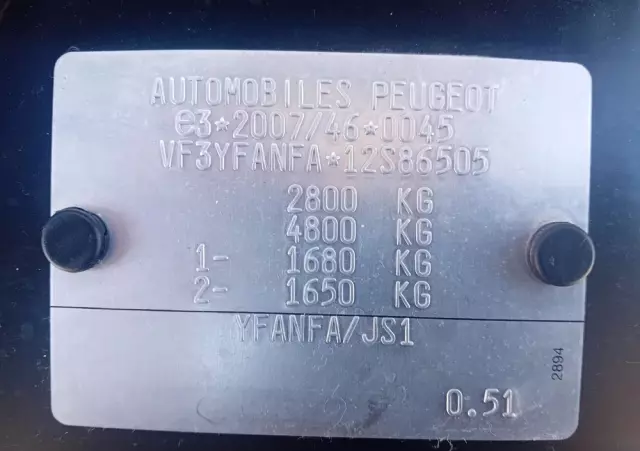 AUTOMOBILES PEUGEOT
e3*2007/46*0045
VF3YFANFA*12S86505
2800 KG
4800 KG
1- 1680 KG
2- 1650 KG
YFANFA/JS1
2894
0.51